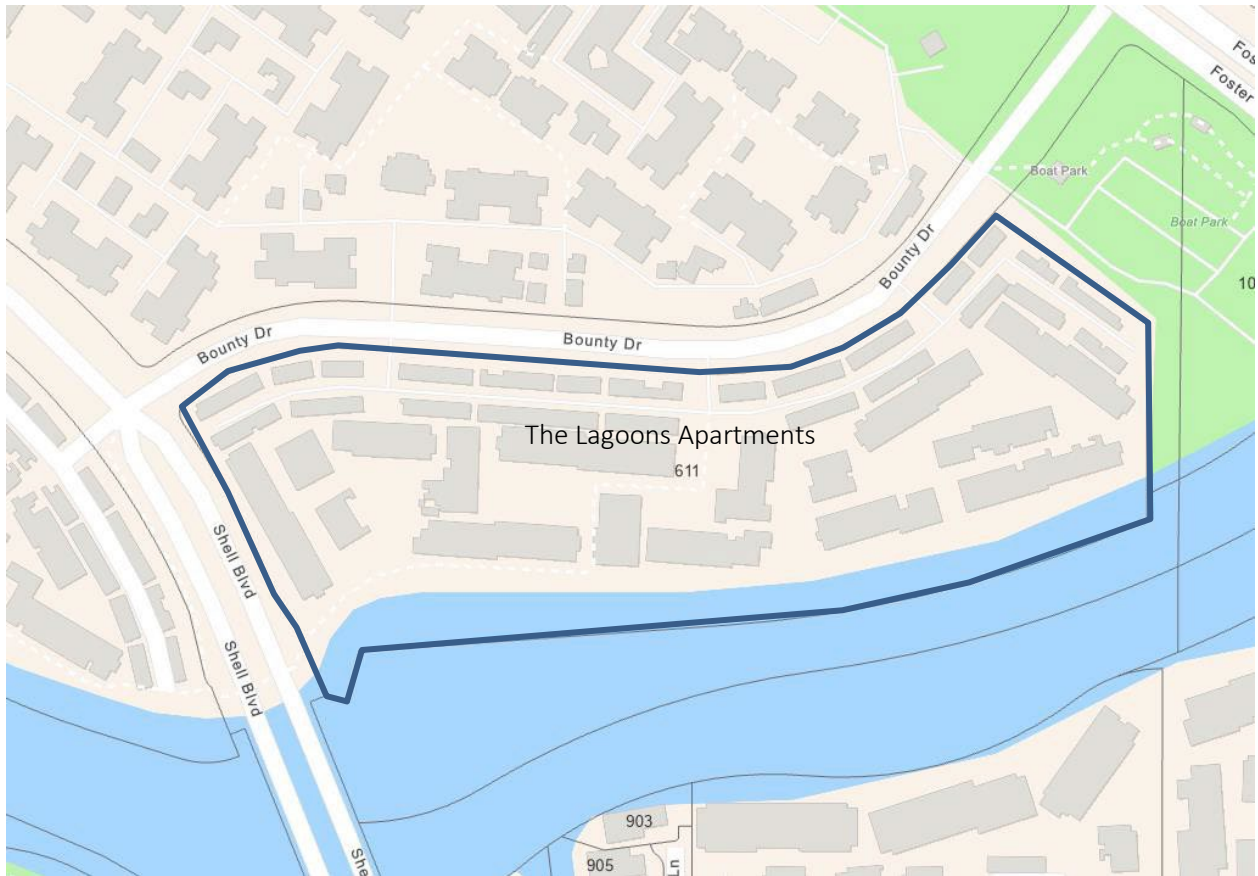 Fos
Foster
Boat Park
Boat Park
Bounty Dr
10
Bounty Dr
Bounty Dr
The Lagoons Apartments
611
Shell Blvd
Shell Blvd
903
905
Ln
She